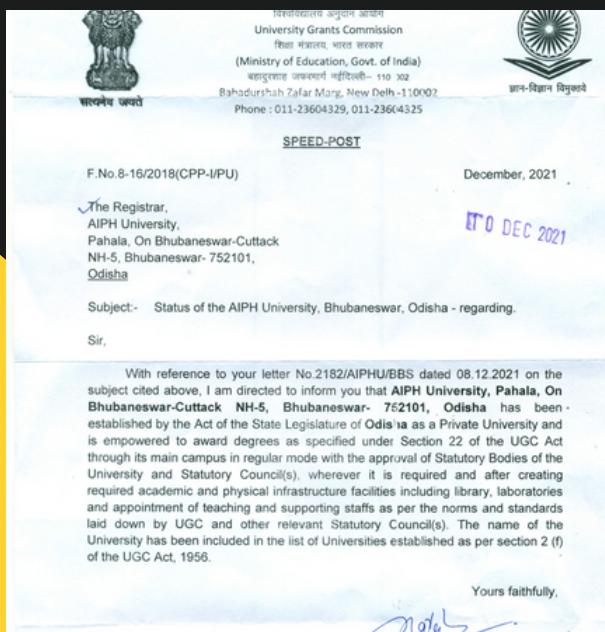 विश्वविद्यालय अनुदान आयोग
University Grants Commission
शिक्षा मंत्रालय, भारत सरकार
(Ministry of Education, Govt. of India)
बहादुरशाह जफरमार्ग नईदिल्ली– 110 002
Bahadurshah Zafar Marg, New Delh -110002
Phone : 011-23604329, 011-23604325
सत्यमेव जयते
ज्ञान-विज्ञान विमुक्तये
SPEED-POST
F.No.8-16/2018(CPP-I/PU)
December, 2021
The Registrar,
AIPH University,
Pahala, On Bhubaneswar-Cuttack
NH-5, Bhubaneswar- 752101,
Odisha
10 DEC 2021
Subject:- Status of the AIPH University, Bhubaneswar, Odisha - regarding.
Sir,
With reference to your letter No.2182/AIPHU/BBS dated 08.12.2021 on the
subject cited above, I am directed to inform you that AIPH University, Pahala, On
Bhubaneswar-Cuttack NH-5, Bhubaneswar- 752101, Odisha has been
established by the Act of the State Legislature of Odisha as a Private University and
is empowered to award degrees as specified under Section 22 of the UGC Act
through its main campus in regular mode with the approval of Statutory Bodies of the
University and Statutory Council(s), wherever it is required and after creating
required academic and physical infrastructure facilities including library, laboratories
and appointment of teaching and supporting staffs as per the norms and standards
laid down by UGC and other relevant Statutory Council(s). The name of the
University has been included in the list of Universities established as per section 2 (f)
of the UGC Act, 1956.
Yours faithfully,